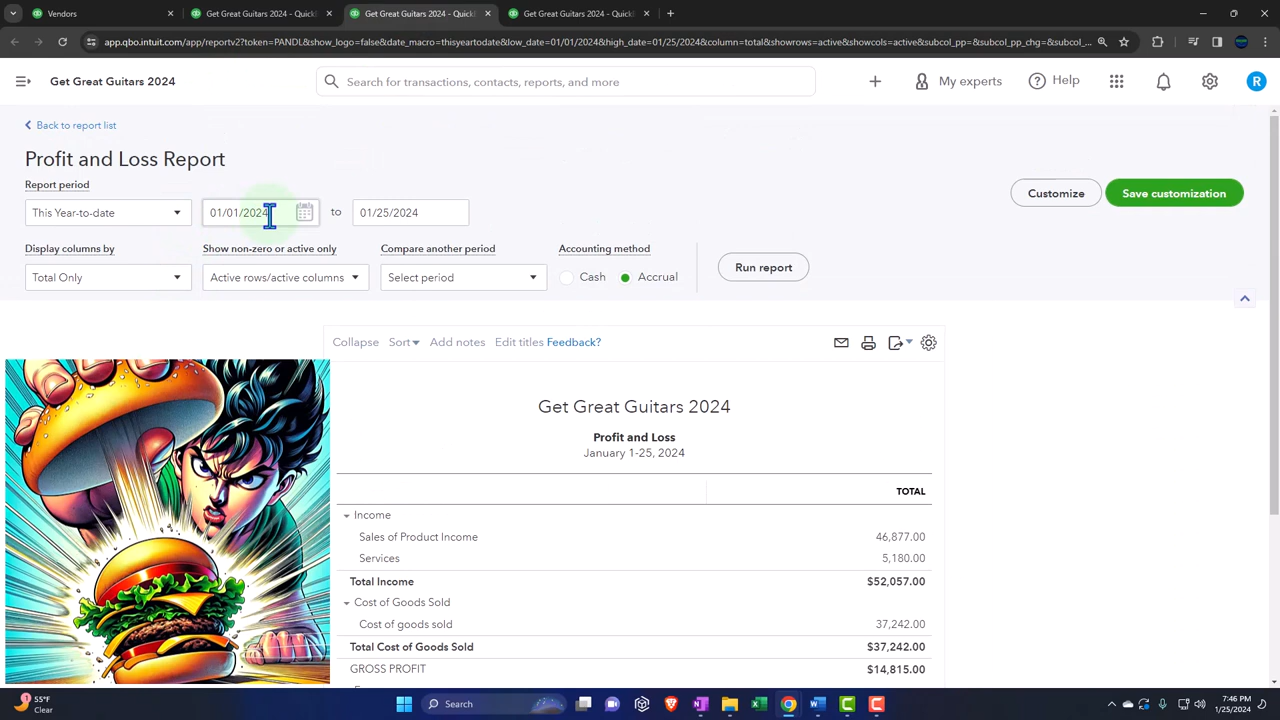 Vendors
Get Great Guitars 2024 - QuickB
Get Great Guitars 2024 - QuickB
Get Great Guitars 2024 - QuickB
qbo.intuit.com/app/report?token=PANDL&show_logo=false&date_macro=thisyeartodate&low_date=01/01/2024&high_date=01/25/2024&column=total&showrows=active&subcol_pp=&subcol_pp_chg=&subcol_...
Get Great Guitars 2024
Search for transactions, contacts, reports, and more
My experts
Help
R
Back to report list
Profit and Loss Report
Report period
This Year-to-date
01/01/2024
to
01/25/2024
Customize
Save customization
Display columns by
Show non-zero or active only
Compare another period
Accounting method
Total Only
Active rows/active columns
Select period
Cash
Accrual
Run report
Collapse
Sort
Add notes
Edit titles
Feedback?
Get Great Guitars 2024
Profit and Loss
January 1-25, 2024
TOTAL
Income
Sales of Product Income 46,877.00
Services 5,180.00
Total Income $52,057.00
Cost of Goods Sold
Cost of goods sold 37,242.00
Total Cost of Goods Sold $37,242.00
GROSS PROFIT $14,815.00
55°F
Clear
Search
7:46 PM
1/25/2024